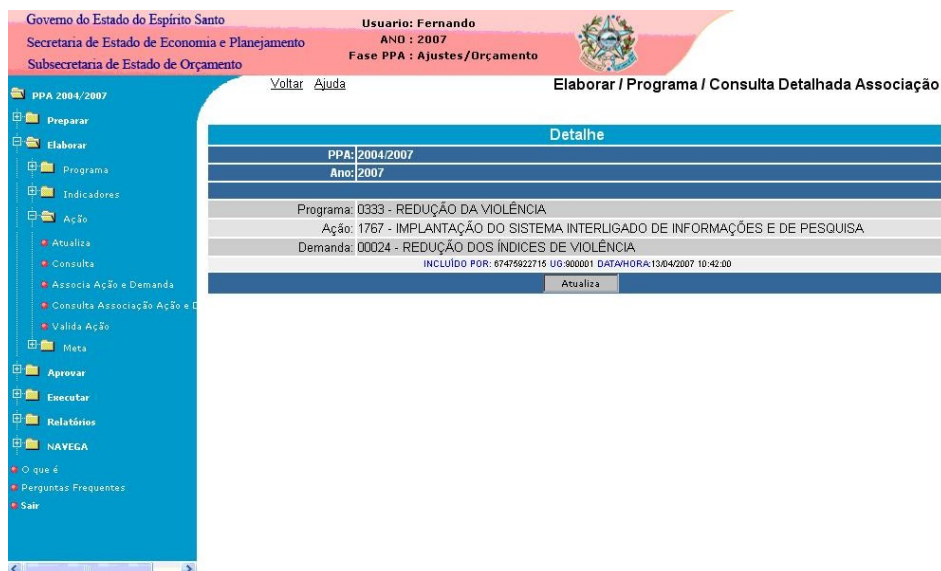 Governo do Estado do Espírito Santo
Secretaria de Estado de Economia e Planejamento
Subsecretaria de Estado de Orçamento
Usuario: Fernando
ANO : 2007
Fase PPA : Ajustes/Orçamento
Voltar Ajuda
Elaborar / Programa / Consulta Detalhada Associação
PPA 2004/2007
Preparar
Elaborar
Programa
Indicadores
Ação
Atualiza
Consulta
Associa Ação e Demanda
Consulta Associação Ação e D
Valida Ação
Meta
Aprovar
Executar
Relatórios
NAVEGA
O que é
Perguntas Frequentes
Sair
Detalhe
PPA: 2004/2007
Ano: 2007
Programa: 0333 - REDUÇÃO DA VIOLÊNCIA
Ação: 1767 - IMPLANTAÇÃO DO SISTEMA INTERLIGADO DE INFORMAÇÕES E DE PESQUISA
Demanda: 00024 - REDUÇÃO DOS ÍNDICES DE VIOLÊNCIA
INCLUÍDO POR: 67475922715 UG:900001 DATA/HORA:13/04/2007 10:42:00
Atualiza